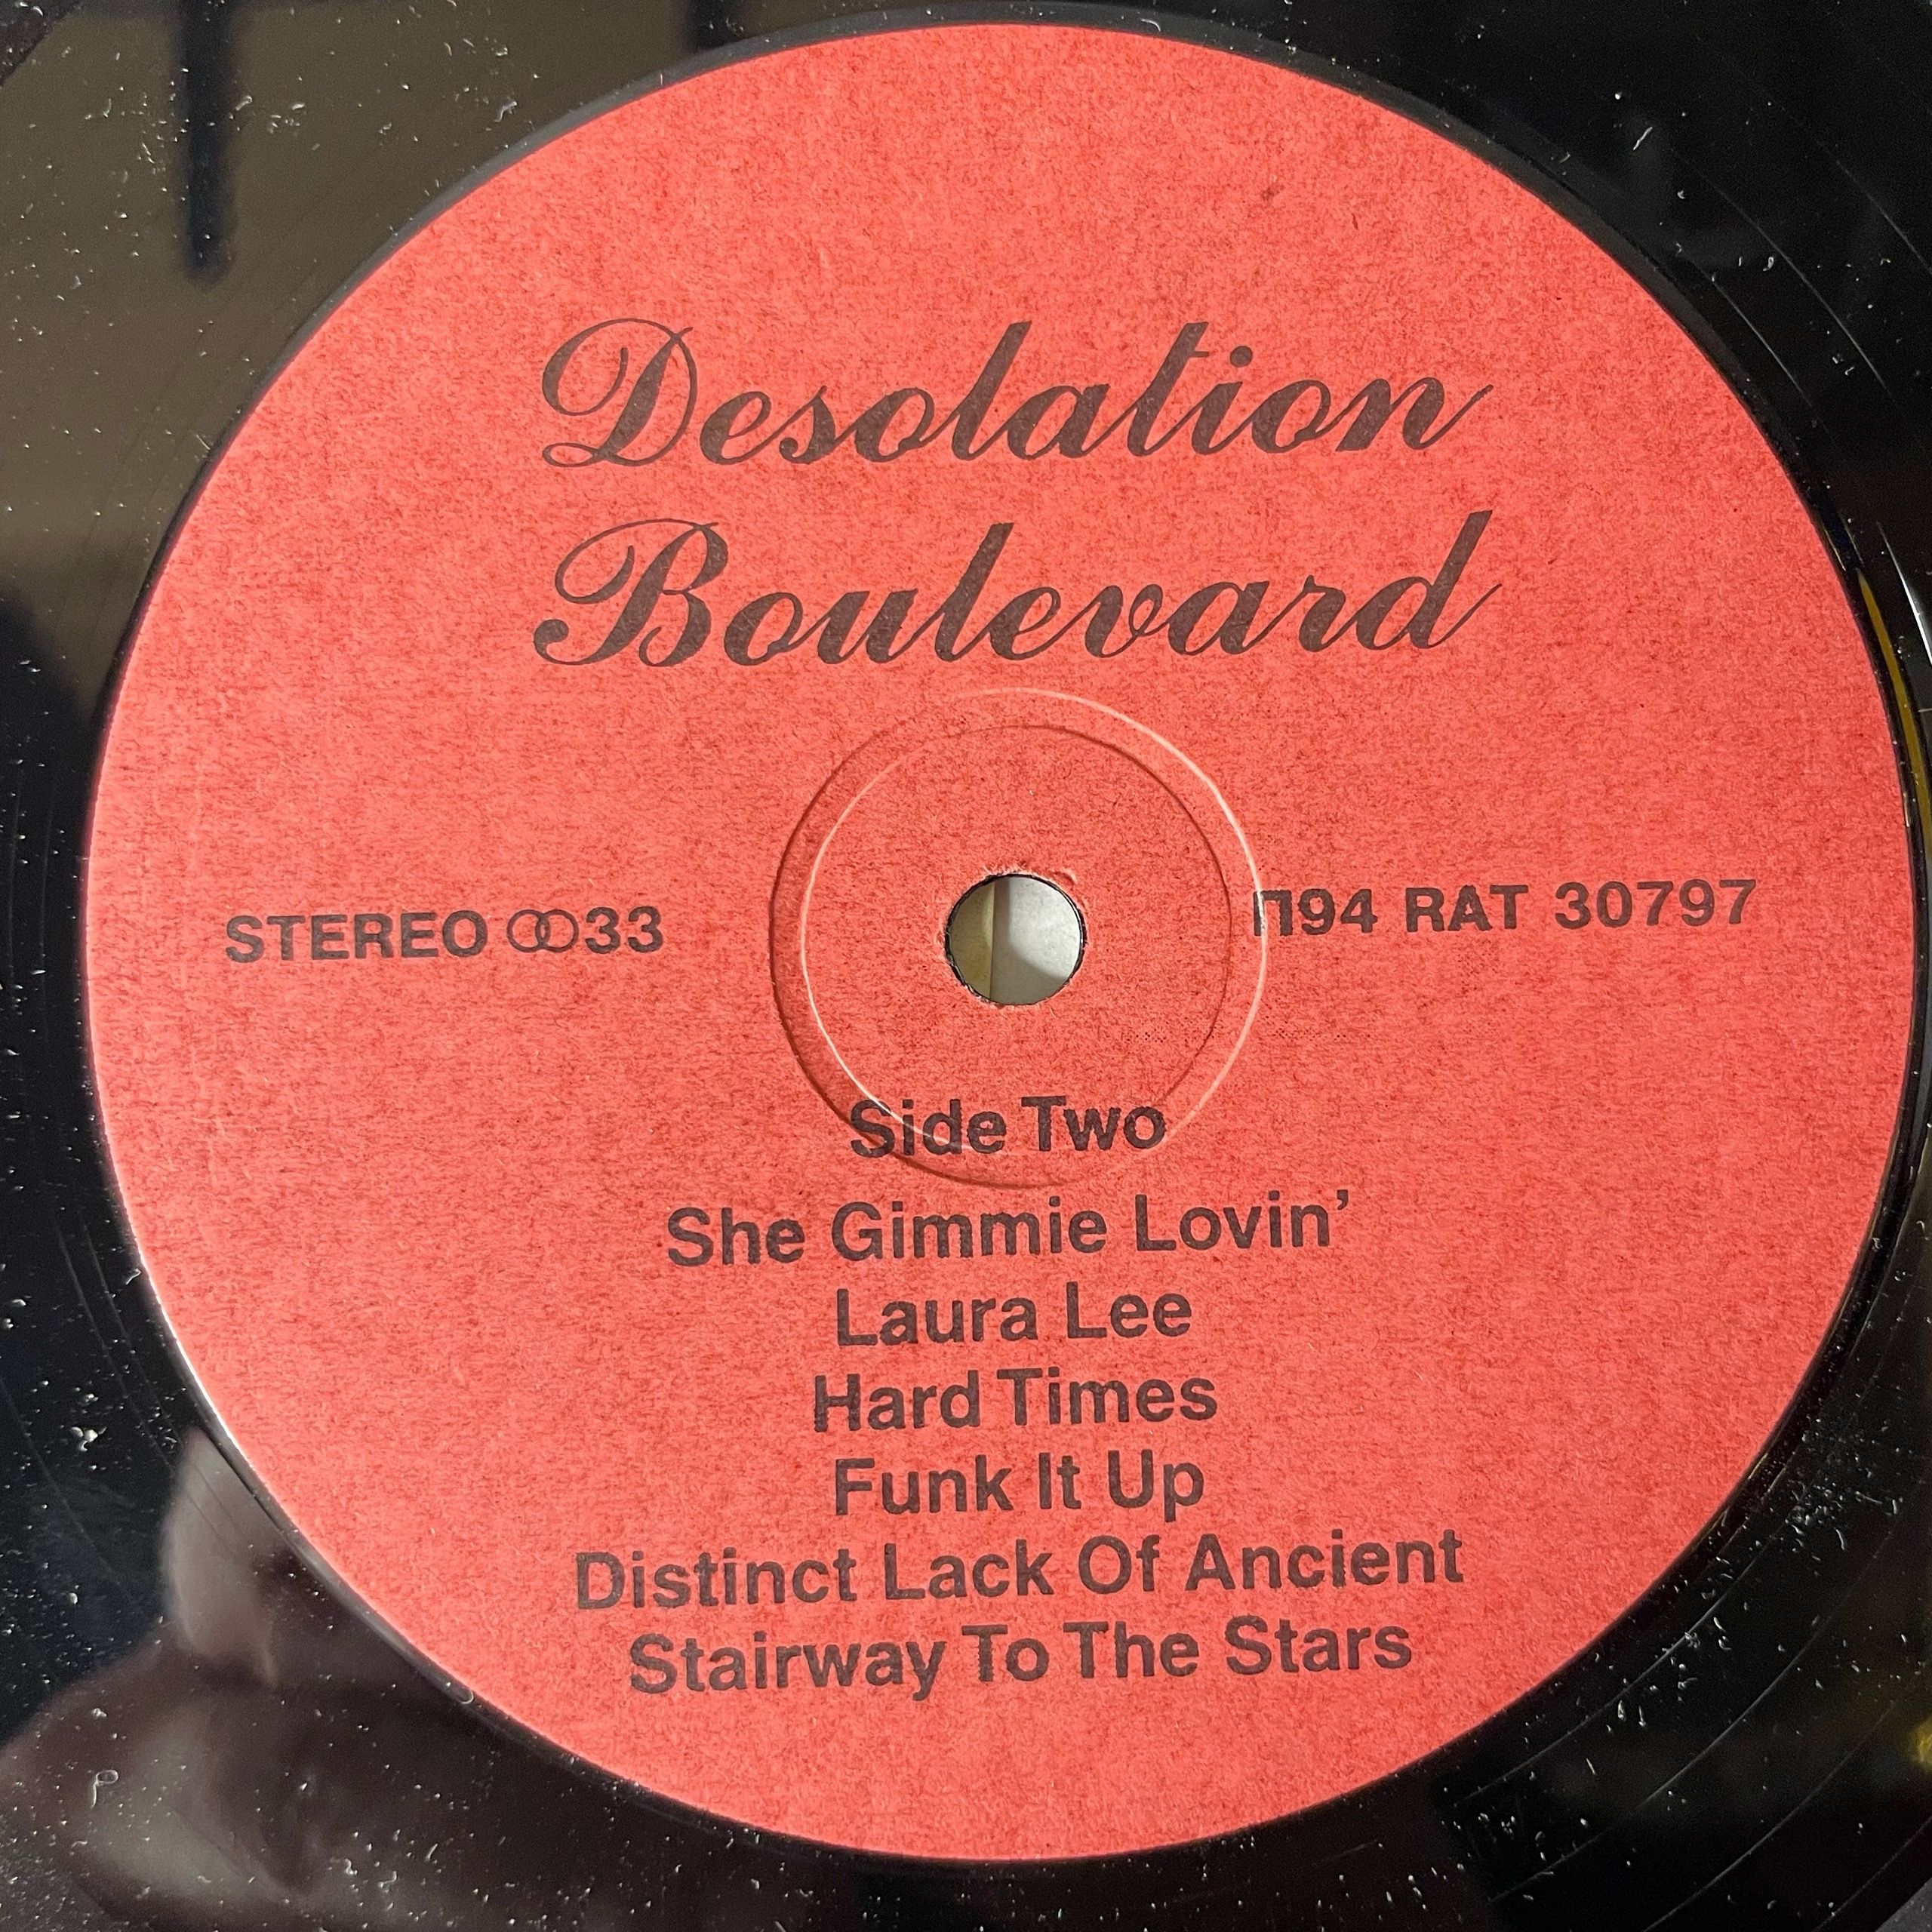 Desolation
Boulevard
STEREO ꝏ33
П94 RAT 30797
Side Two
She Gimmie Lovin’
Laura Lee
Hard Times
Funk It Up
Distinct Lack Of Ancient
Stairway To The Stars